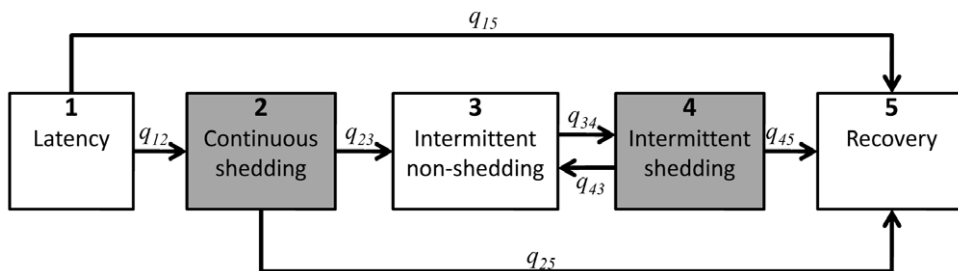 q15
1
Latency
q12
2
Continuous
shedding
q23
3
Intermittent
non-shedding
q34
q43
4
Intermittent
shedding
q45
5
Recovery
q25